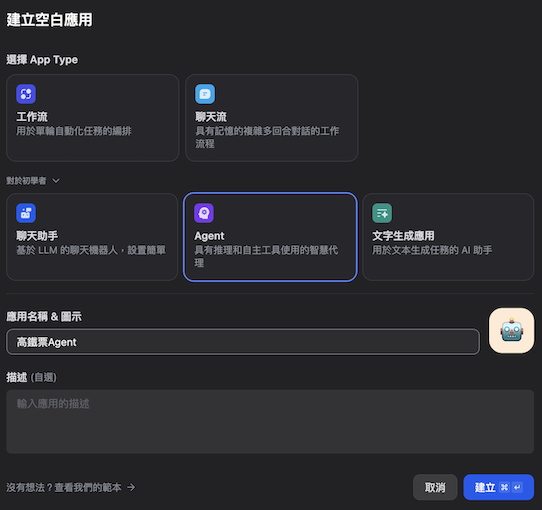 建立空白應用
選擇 App Type
工作流
用於單輪自動化任務的編排
聊天流
具有記憶的複雜多回合對話的工作
流程
對於初學者
聊天助手
基於 LLM 的聊天機器人，設置簡單
Agent
具有推理和自主工具使用的智慧代
理
文字生成應用
用於文本生成任務的 AI 助手
應用名稱 & 圖示
高鐵票Agent
描述 (自選)
輸入應用的描述
沒有想法？查看我們的範本 →
取消
建立 ⌘ ↵